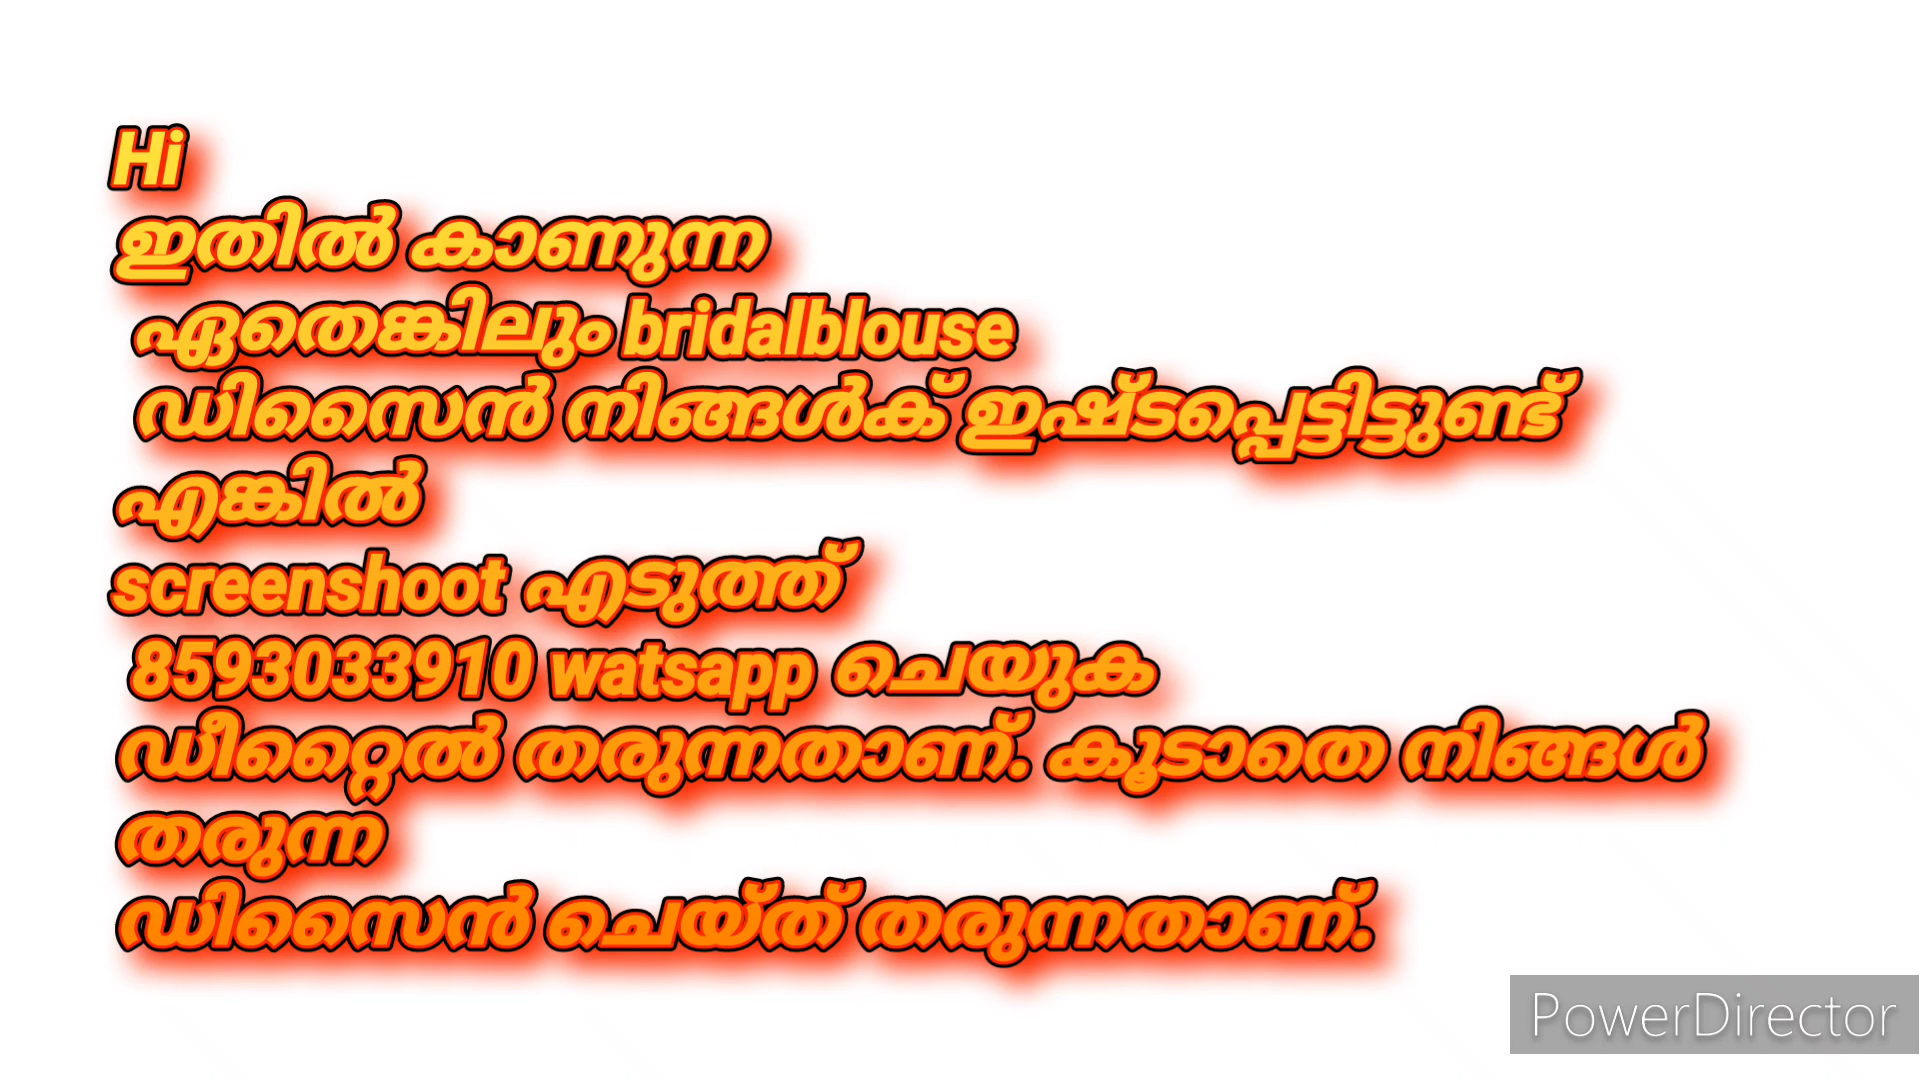 Hi
ഇതിൽ കാണുന്ന
ഏതെങ്കിലും bridalblouse
ഡിസൈൻ നിങ്ങൾക് ഇഷ്ടപ്പെട്ടിട്ടുണ്ട്
എങ്കിൽ
screenshoot എടുത്ത്
8593033910 watsapp ചെയുക
ഡീറ്റൈൽ തരുന്നതാണ്. കൂടാതെ നിങ്ങൾ
തരുന്ന
ഡിസൈൻ ചെയ്ത് തരുന്നതാണ്.
PowerDirector